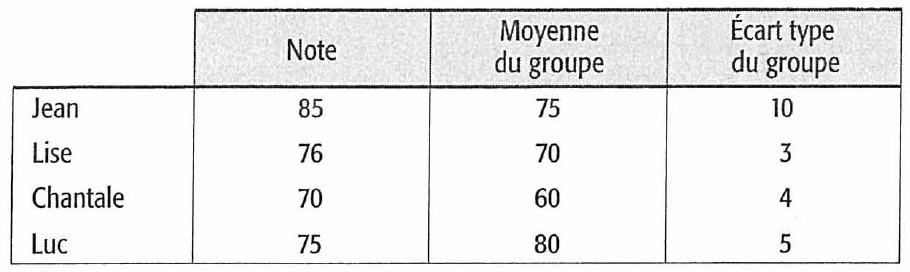 Note Moyenne du groupe Écart type du groupe
Jean 85 75 10
Lise 76 70 3
Chantale 70 60 4
Luc 75 80 5